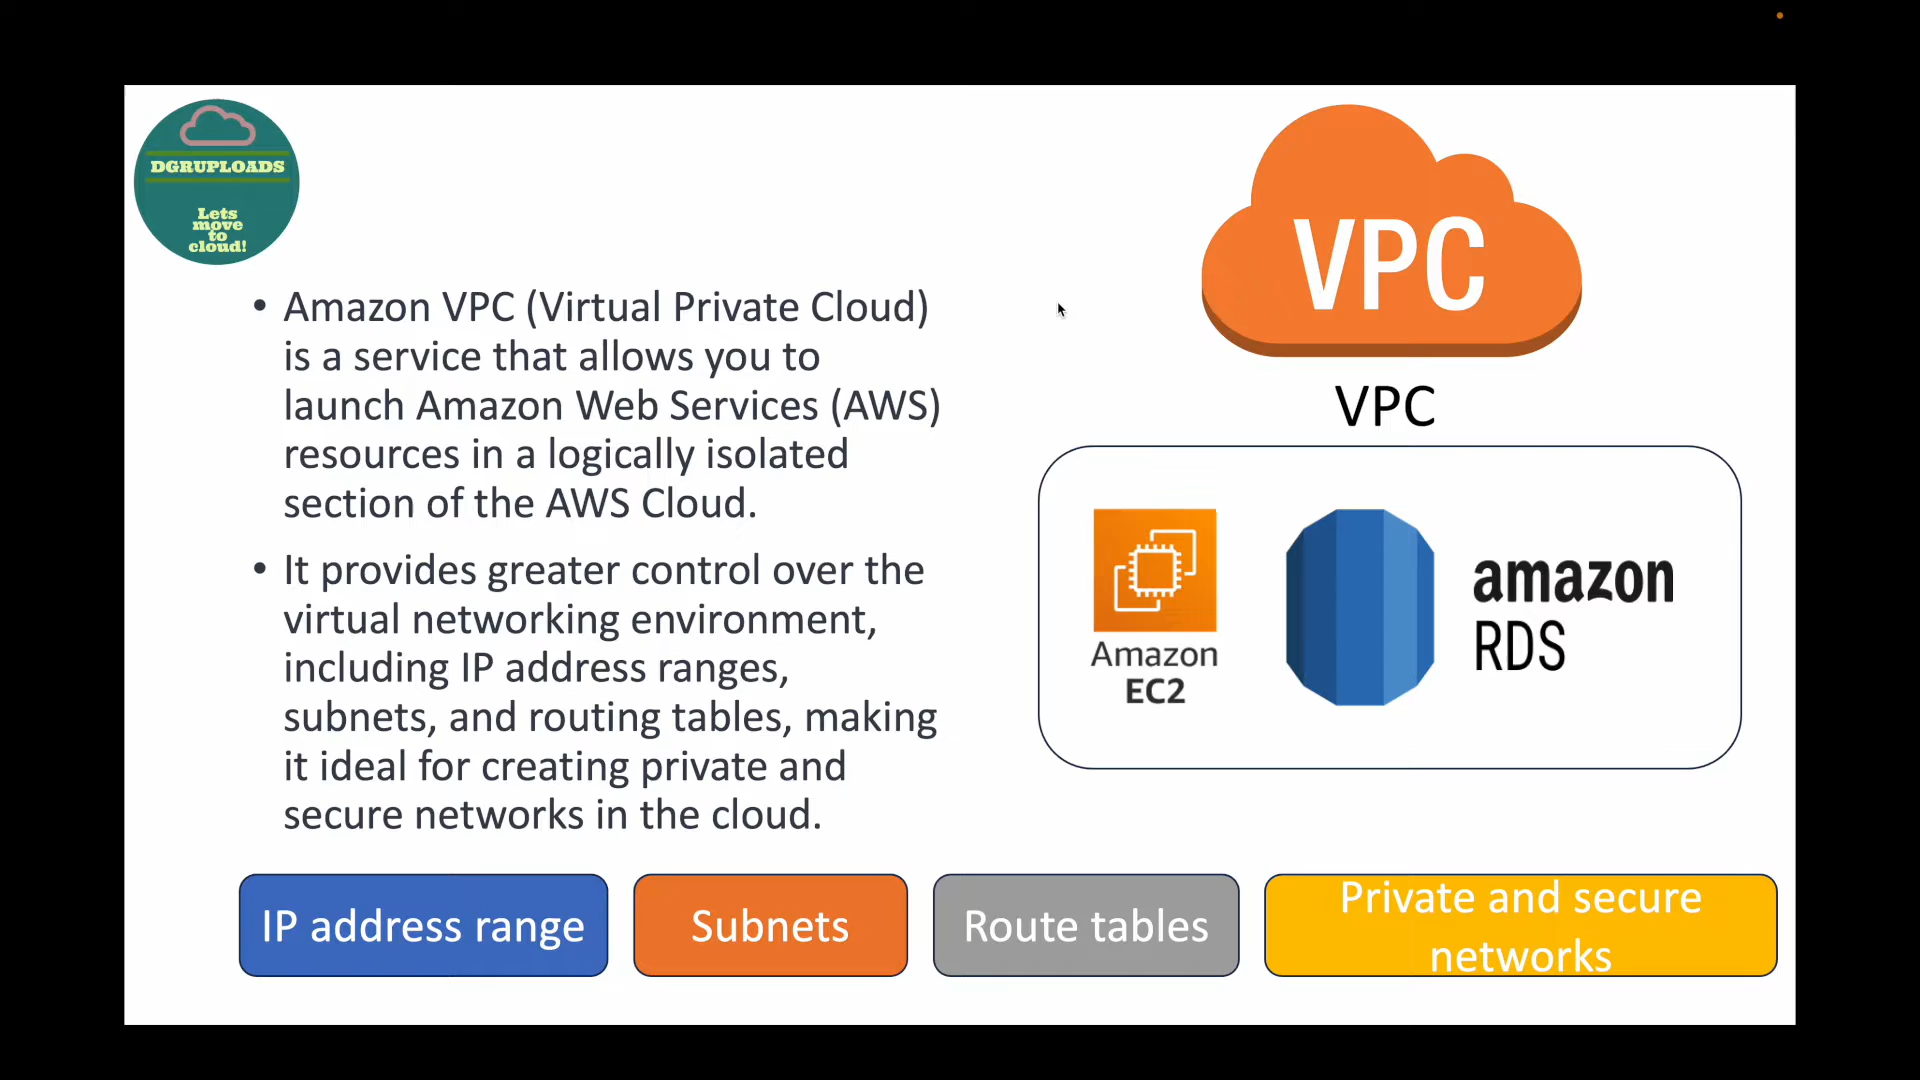 DGRUPLOADS
Lets
move
to
cloud!
VPC
VPC
• Amazon VPC (Virtual Private Cloud)
is a service that allows you to
launch Amazon Web Services (AWS)
resources in a logically isolated
section of the AWS Cloud.
• It provides greater control over the
virtual networking environment,
including IP address ranges,
subnets, and routing tables, making
it ideal for creating private and
secure networks in the cloud.
Amazon
EC2
amazon
RDS
IP address range
Subnets
Route tables
Private and secure
networks